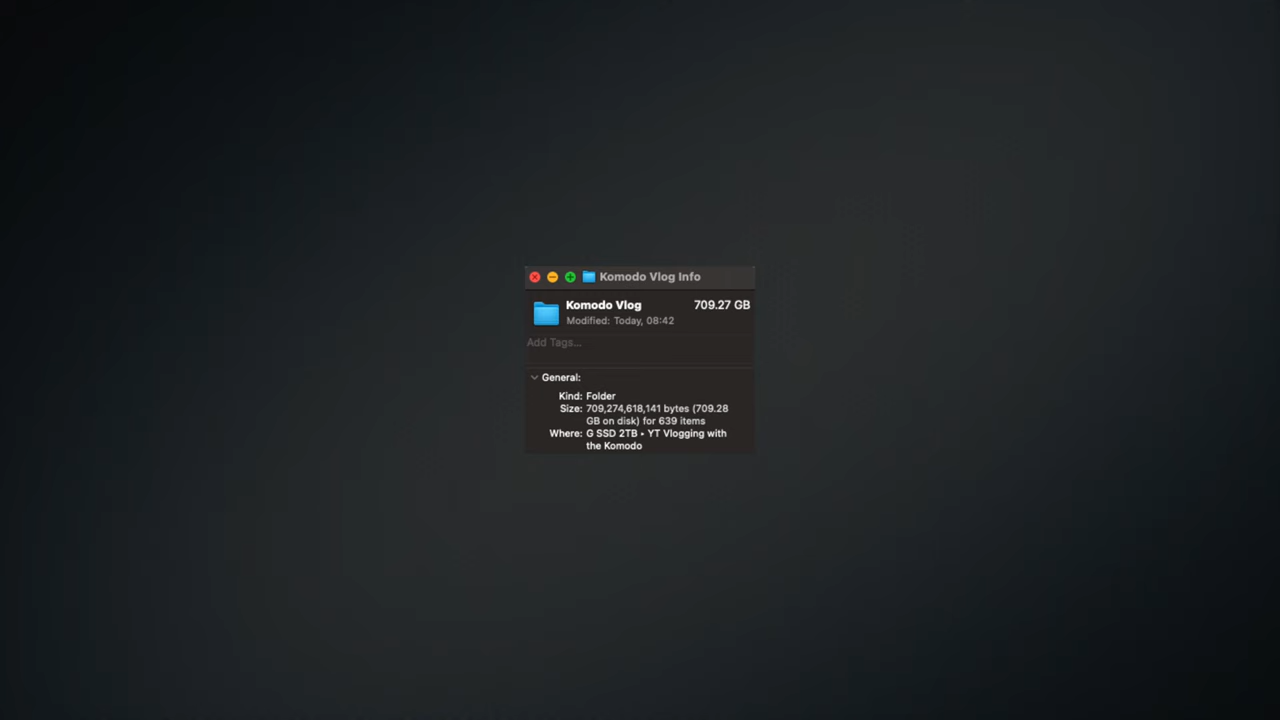 Komodo Vlog Info
Komodo Vlog 709.27 GB
Modified: Today, 08:42
Add Tags...
General:
Kind: Folder
Size: 709,274,618,141 bytes (709.28
GB on disk) for 639 items
Where: G SSD 2TB • YT Vlogging with
the Komodo